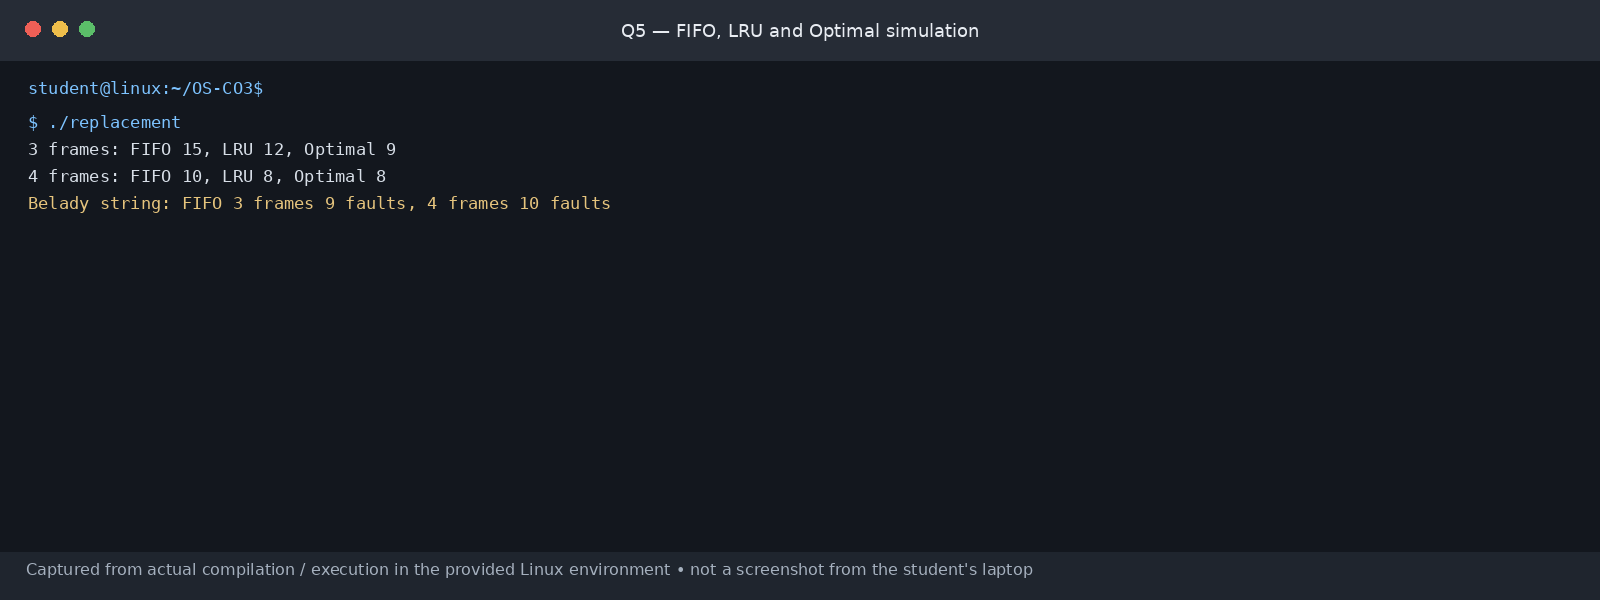 Q5 — FIFO, LRU and Optimal simulation
student@linux:~/OS-CO3$
$ ./replacement
3 frames: FIFO 15, LRU 12, Optimal 9
4 frames: FIFO 10, LRU 8, Optimal 8
Belady string: FIFO 3 frames 9 faults, 4 frames 10 faults
Captured from actual compilation / execution in the provided Linux environment • not a screenshot from the student's laptop